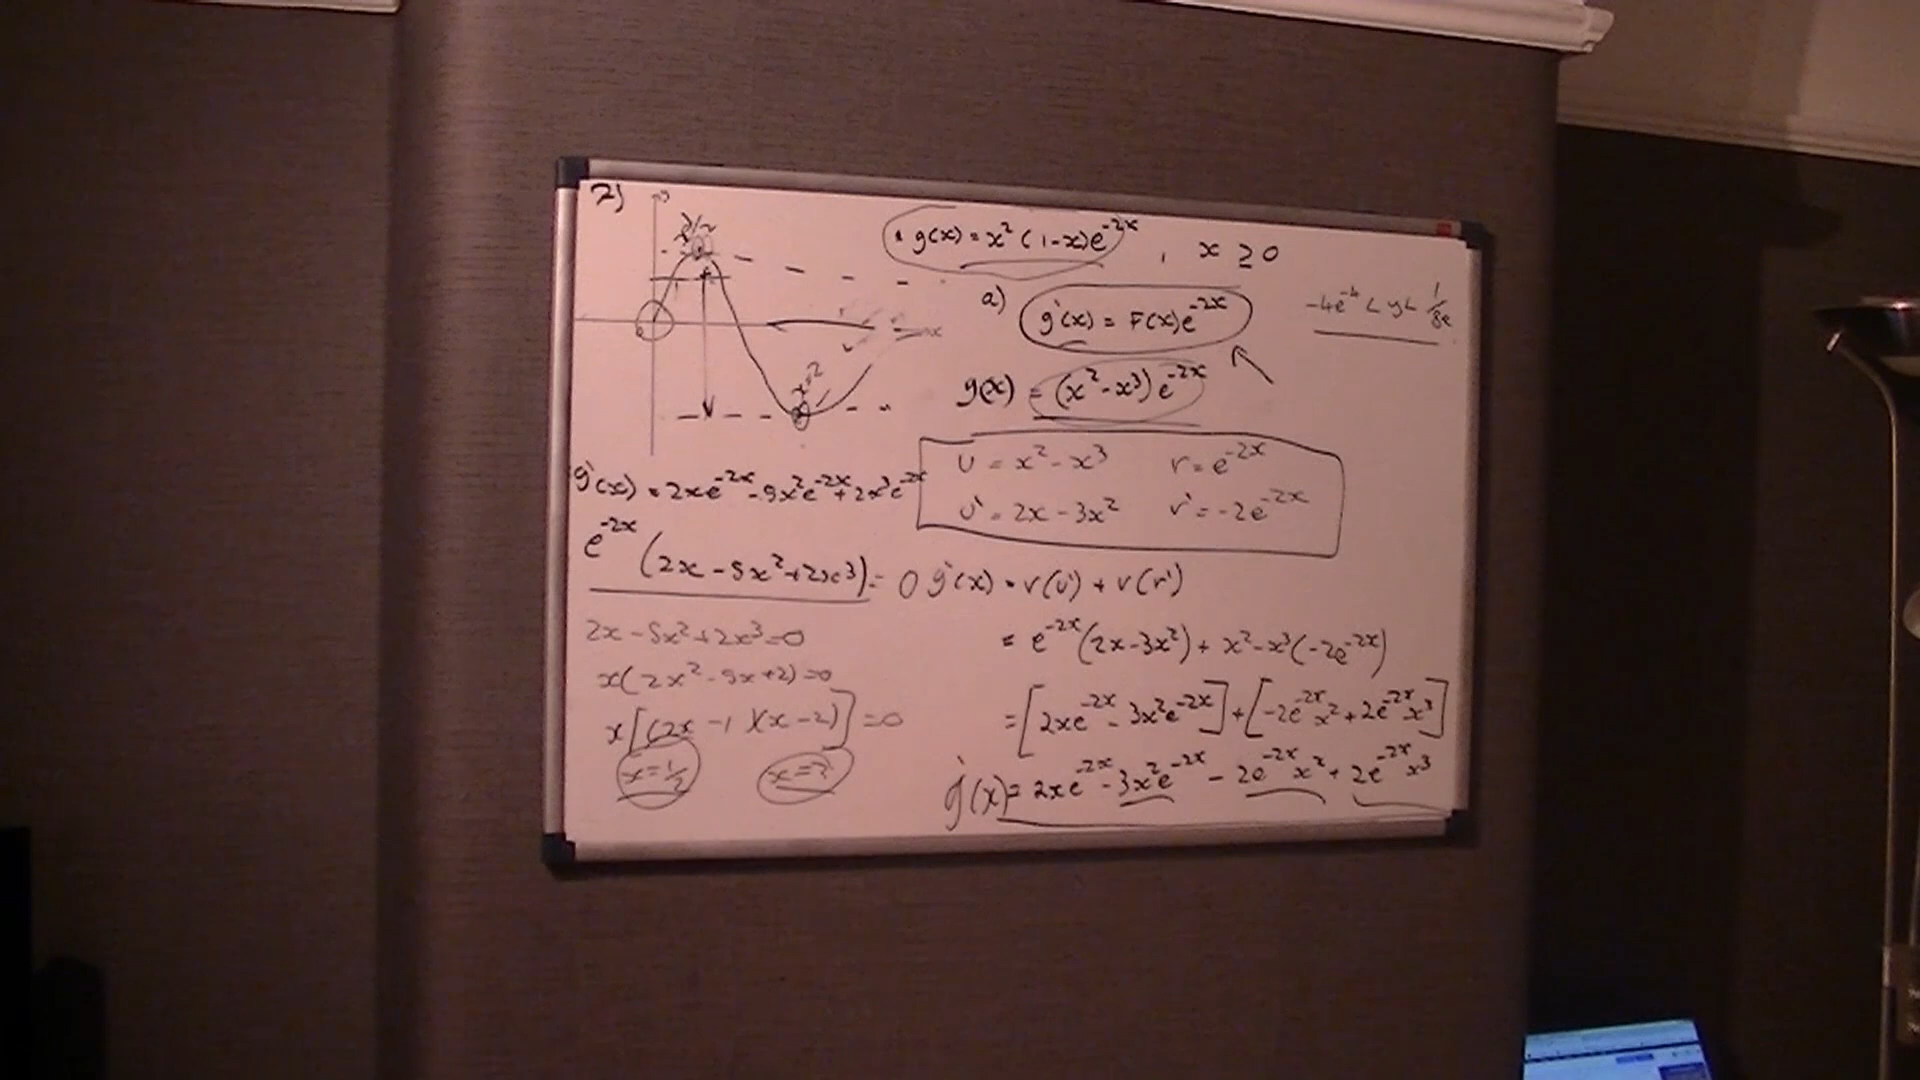 2)
g(x) = x² (1-x)e^-2x , x ≥ 0
a) g'(x) = F(x)e^-2x
-4e^-4 < y < 1/8e
g(x) = (x² - x³) e^-2x
U = x² - x³ v = e^-2x
U' = 2x - 3x² v' = -2e^-2x
g'(x) = 2xe^-2x - 5x²e^-2x + 2x³e^-2x
e^-2x (2x - 5x² + 2x³) = 0
2x - 5x² + 2x³ = 0
x(2x² - 5x + 2) = 0
x[(2x - 1)(x - 2)] = 0
x = 1/2 x = 2
g'(x) = v(u') + v(v')
= e^-2x (2x - 3x²) + x² - x³(-2e^-2x)
= [2xe^-2x - 3x²e^-2x] + [-2e^-2x x² + 2e^-2x x³]
g'(x) = 2xe^-2x - 3x²e^-2x - 2e^-2x x² + 2e^-2x x³